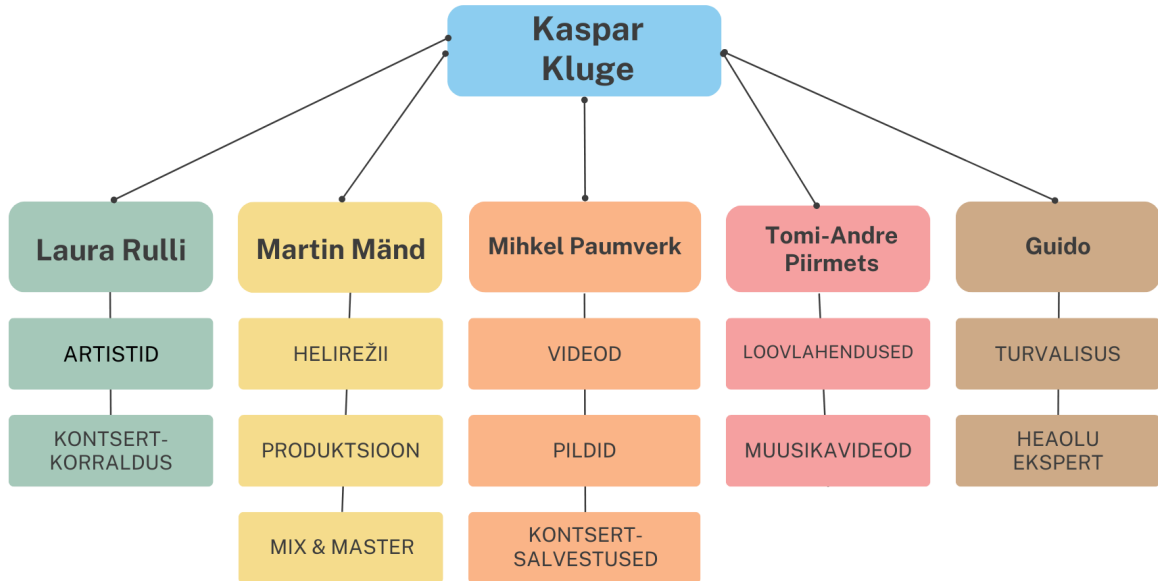 Kaspar
Kluge
Laura Rulli
Martin Mänd
Mihkel Paumverk
Tomi-Andre
Piirmets
Guido
ARTISTID
HELIREŽII
VIDEOD
LOOVLAHENDUSED
TURVALISUS
KONTSERT-
KORRALDUS
PRODUKTSIOON
PILDID
MUUSIKAVIDEOD
HEAOLU
EKSPERT
MIX & MASTER
KONTSERT-
SALVESTUSED